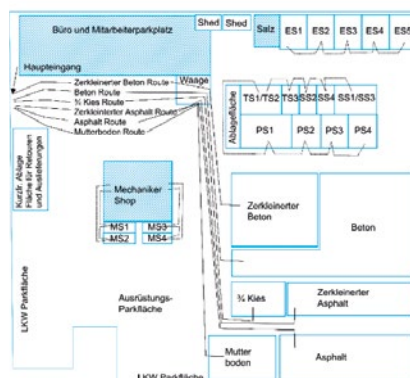 Büro und Mitarbeiterparkplatz
Shed Shed
Salz
ES1 ES2 ES3 ES4 ES5
Haupteingang
Zerkleinerter Beton Route
Beton Route
¾ Kies Route
Zerkleinterter Asphalt Route
Asphalt Route
Mutterboden Route
Waage
Ablagefläche
TS1/TS2 TS3 SS2 SS4 SS1/SS3
PS1 PS2 PS3 PS4
Kurzfr. Ablage
Fläche für Retouren
und Auslieferungen
Mechaniker
Shop
MS1 MS3
MS2 MS4
Zerkleinerter
Beton
Beton
LKW Parkfläche
Ausrüstungs-
Parkfläche
¾ Kies
Zerkleinerter
Asphalt
Mutter
boden
Asphalt
LKW Parkfläche